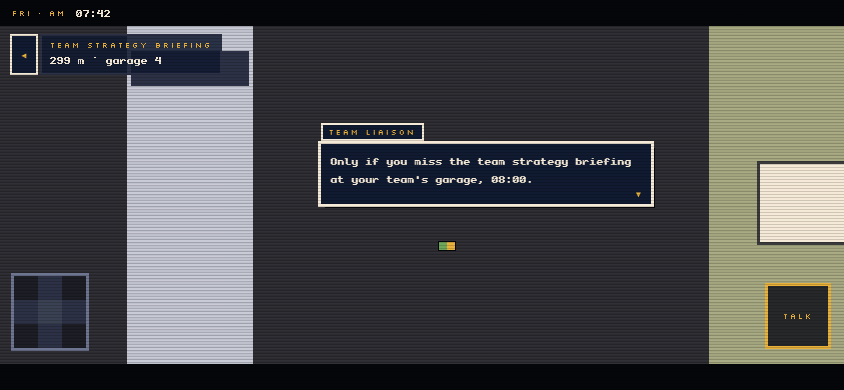 FRI · AM 07:42
◀ TEAM STRATEGY BRIEFING
299 m ˆ garage 4
TEAM LIAISON
Only if you miss the team strategy briefing
at your team's garage, 08:00.
▼
TALK